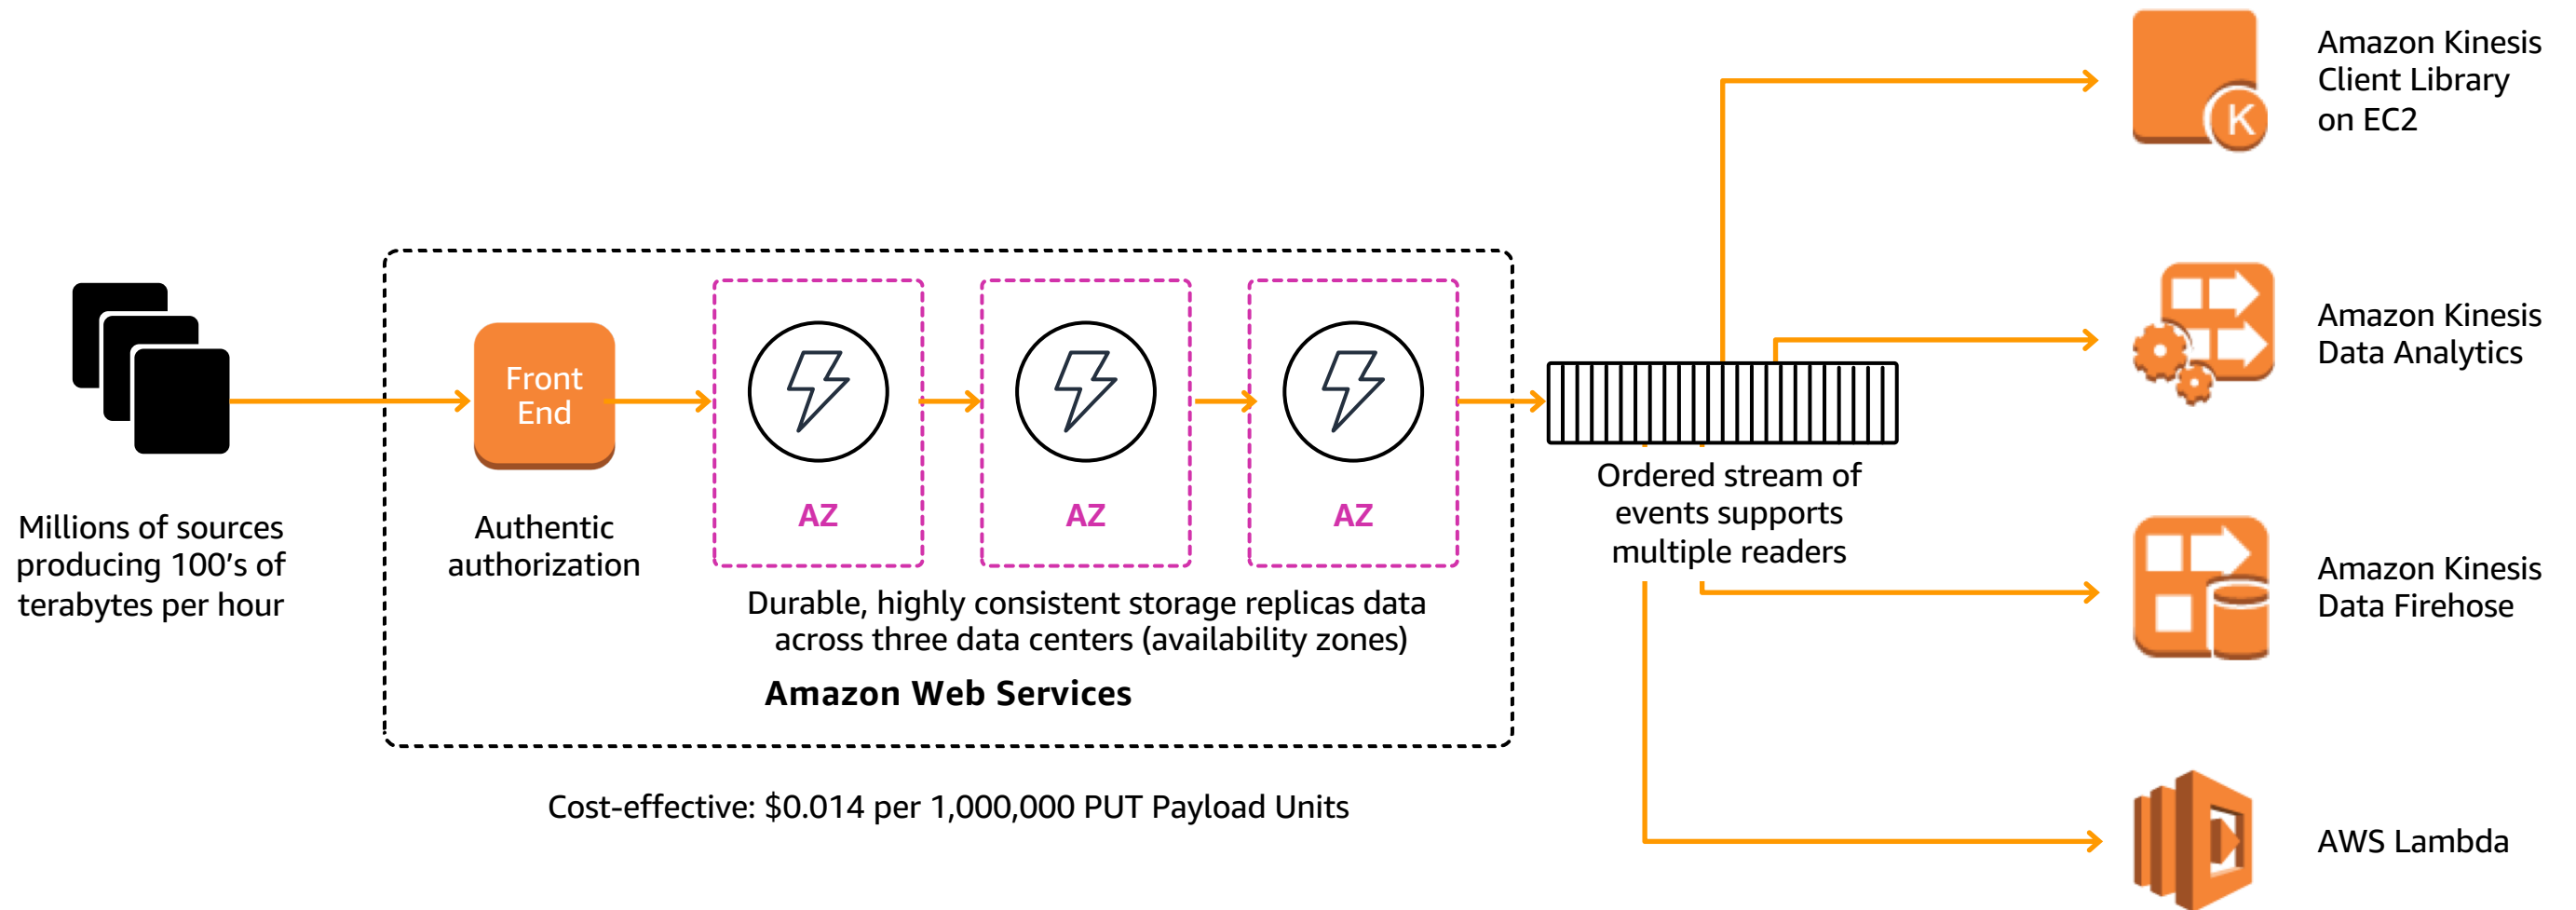 Millions of sources
producing 100's of
terabytes per hour
Front
End
Authentic
authorization
AZ
AZ
AZ
Durable, highly consistent storage replicas data
across three data centers (availability zones)
Amazon Web Services
Cost-effective: $0.014 per 1,000,000 PUT Payload Units
Ordered stream of
events supports
multiple readers
K
Amazon Kinesis
Client Library
on EC2
Amazon Kinesis
Data Analytics
Amazon Kinesis
Data Firehose
AWS Lambda